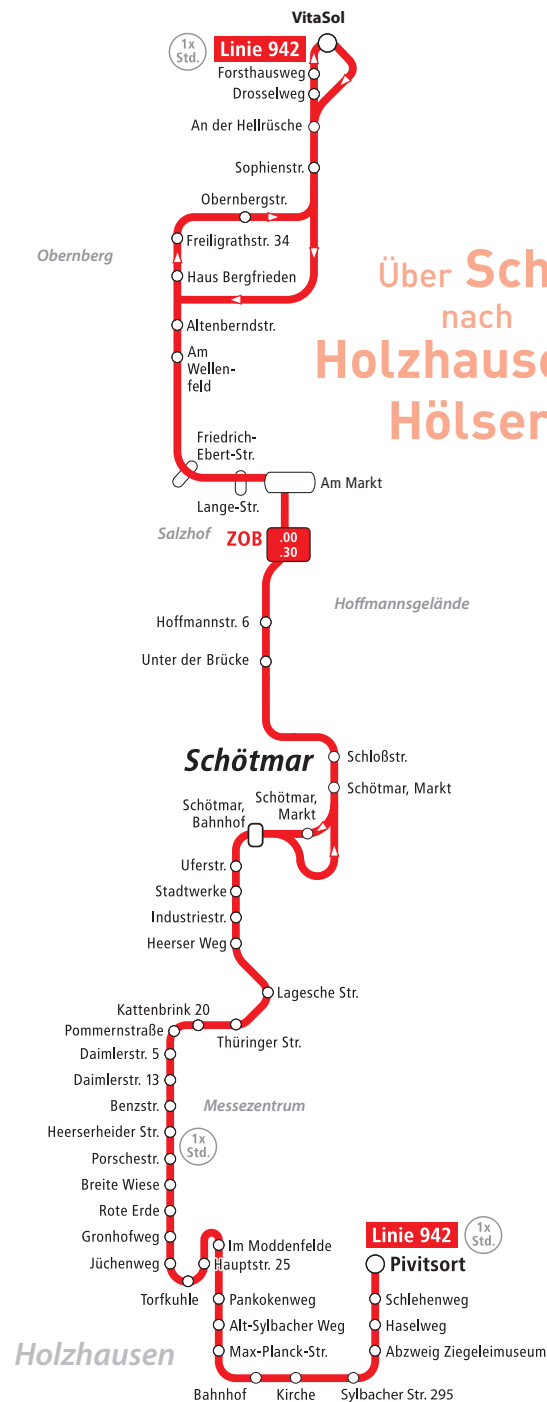 VitaSol
1x
Std.
Linie 942
Forsthausweg
Drosselweg
An der Hellrüsche
Sophienstr.
Obernbergstr.
Obernberg
Freiligrathstr. 34
Haus Bergfrieden
Über Sch
nach
Holzhause
Hölser
Altenberndstr.
Am
Wellen-
feld
Friedrich-
Ebert-Str.
Lange-Str.
Am Markt
Salzhof
ZOB
.00
.30
Hoffmannsgelände
Hoffmannstr. 6
Unter der Brücke
Schötmar
Schloßstr.
Schötmar, Markt
Schötmar,
Markt
Schötmar,
Bahnhof
Uferstr.
Stadtwerke
Industriestr.
Heerser Weg
Lagesche Str.
Kattenbrink 20
Thüringer Str.
Pommernstraße
Daimlerstr. 5
Daimlerstr. 13
Benzstr.
Messezentrum
Heerserheider Str.
1x
Std.
Porschestr.
Breite Wiese
Rote Erde
Gronhofweg
Jüchenweg
Torfkuhle
Im Moddenfelde
Hauptstr. 25
Linie 942
1x
Std.
Pivitsort
Pankokenweg
Schlehenweg
Alt-Sylbacher Weg
Haselweg
Max-Planck-Str.
Abzweig Ziegeleimuseum
Holzhausen
Bahnhof
Kirche
Sylbacher Str. 295